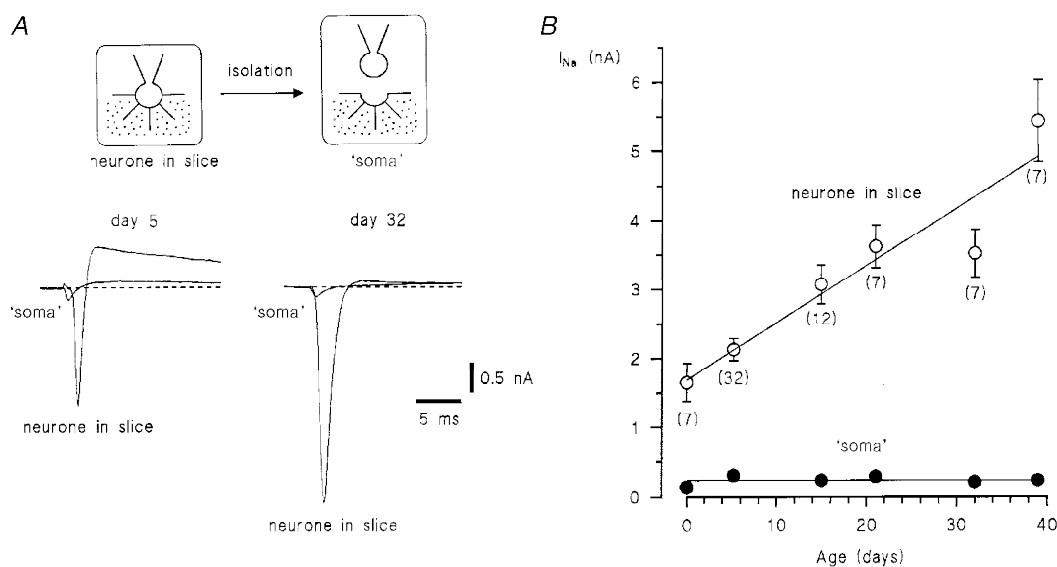 A
isolation
neurone in slice
'soma'
day 5
day 32
'soma'
'soma'
0.5 nA
5 ms
neurone in slice
neurone in slice
B
I_Na (nA)
6
5
4
3
2
1
0
neurone in slice
(7)
(32)
(12)
(7)
(7)
(7)
'soma'
0
10
20
30
40
Age (days)